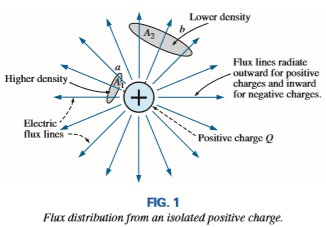 Lower density
b
A2
a
Higher density
A1
Flux lines radiate
outward for positive
charges and inward
for negative charges.
+
Electric
flux lines
Positive charge Q
FIG. 1
Flux distribution from an isolated positive charge.